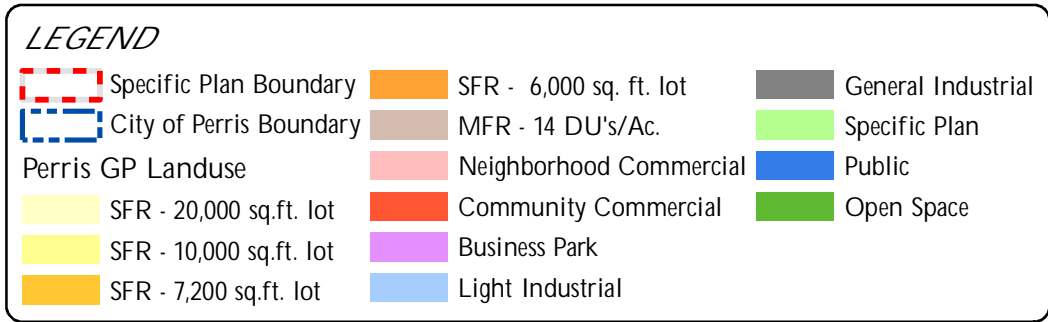 LEGEND
Specific Plan Boundary
City of Perris Boundary
Perris GP Landuse
SFR - 20,000 sq.ft. lot
SFR - 10,000 sq.ft. lot
SFR - 7,200 sq.ft. lot
SFR - 6,000 sq. ft. lot
MFR - 14 DU's/Ac.
Neighborhood Commercial
Community Commercial
Business Park
Light Industrial
General Industrial
Specific Plan
Public
Open Space